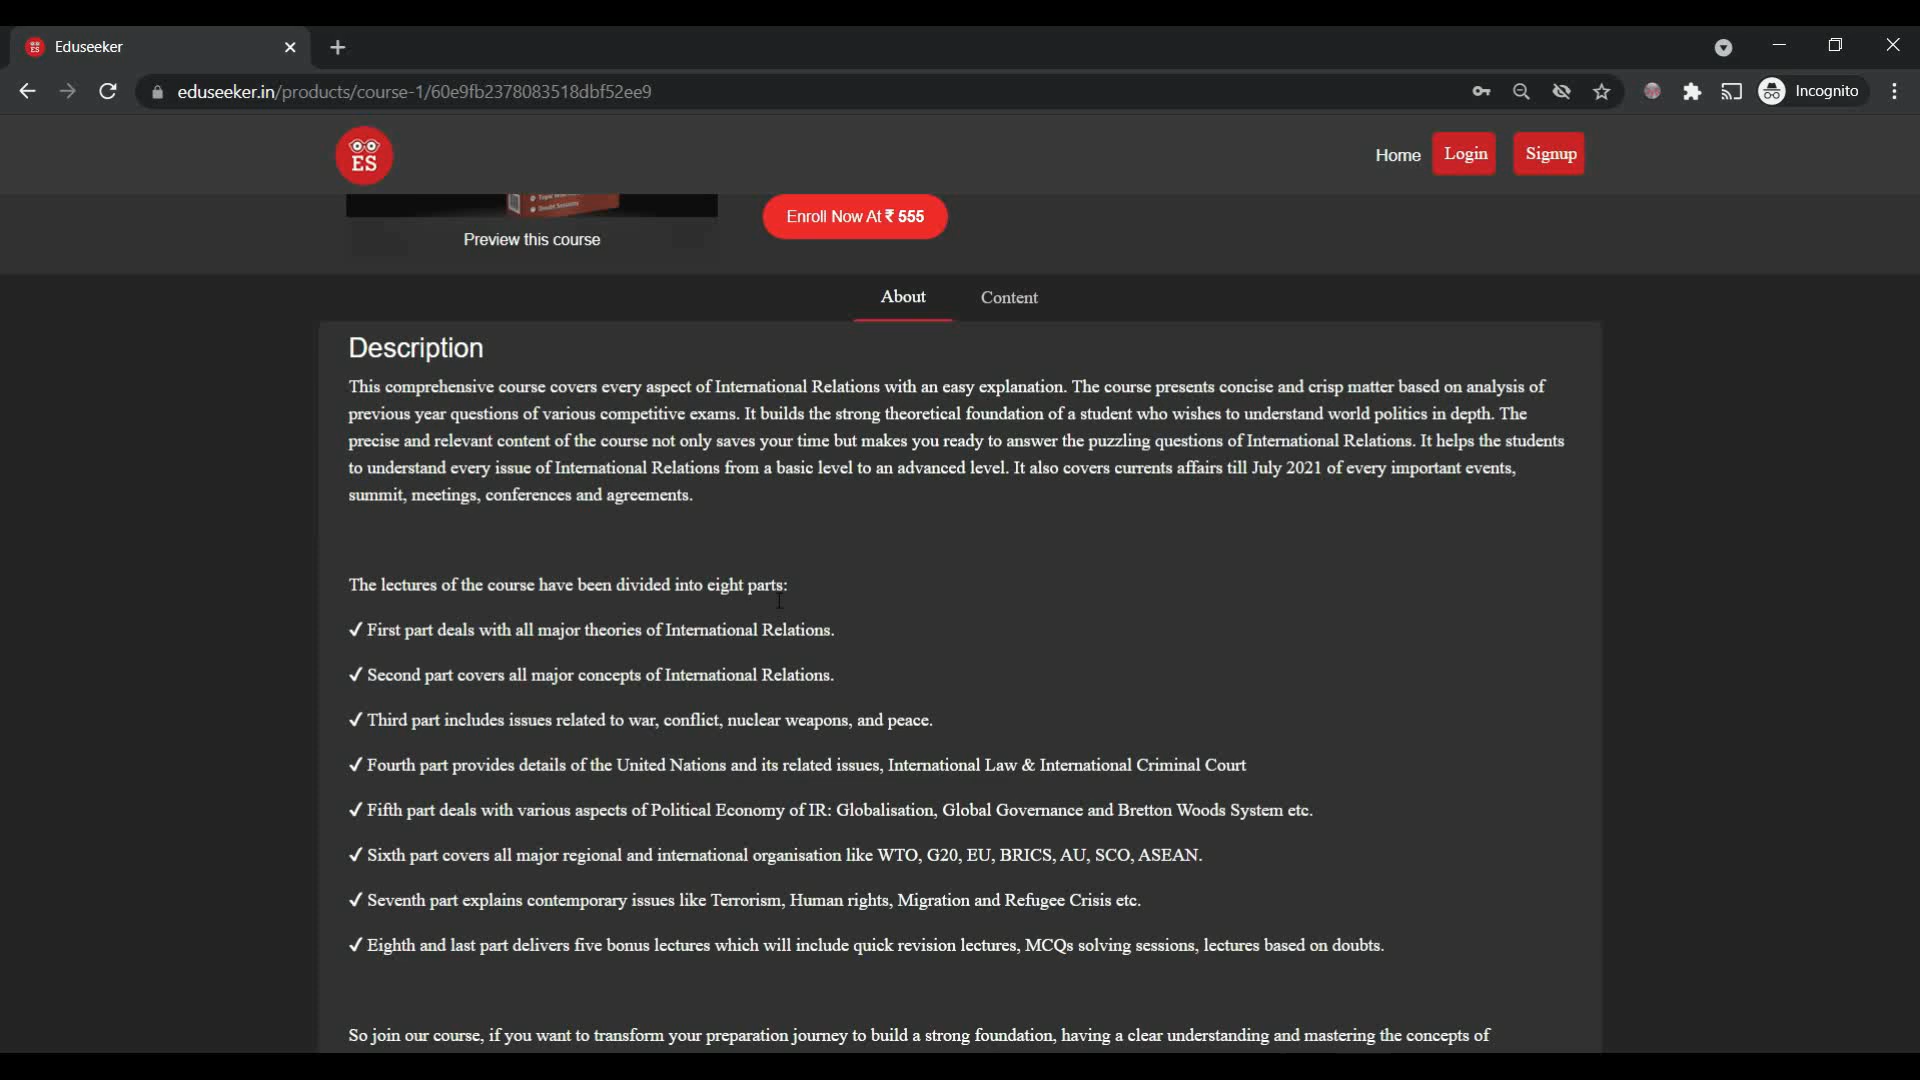 Eduseeker
eduseeker.in/products/course-1/60e9fb2378083518dbf52ee9
Incognito
ES
Home
Login
Signup
Enroll Now At ₹ 555
Preview this course
About
Content
Description
This comprehensive course covers every aspect of International Relations with an easy explanation. The course presents concise and crisp matter based on analysis of
previous year questions of various competitive exams. It builds the strong theoretical foundation of a student who wishes to understand world politics in depth. The
precise and relevant content of the course not only saves your time but makes you ready to answer the puzzling questions of International Relations. It helps the students
to understand every issue of International Relations from a basic level to an advanced level. It also covers currents affairs till July 2021 of every important events,
summit, meetings, conferences and agreements.
The lectures of the course have been divided into eight parts:
✓ First part deals with all major theories of International Relations.
✓ Second part covers all major concepts of International Relations.
✓ Third part includes issues related to war, conflict, nuclear weapons, and peace.
✓ Fourth part provides details of the United Nations and its related issues, International Law & International Criminal Court
✓ Fifth part deals with various aspects of Political Economy of IR: Globalisation, Global Governance and Bretton Woods System etc.
✓ Sixth part covers all major regional and international organisation like WTO, G20, EU, BRICS, AU, SCO, ASEAN.
✓ Seventh part explains contemporary issues like Terrorism, Human rights, Migration and Refugee Crisis etc.
✓ Eighth and last part delivers five bonus lectures which will include quick revision lectures, MCQs solving sessions, lectures based on doubts.
So join our course, if you want to transform your preparation journey to build a strong foundation, having a clear understanding and mastering the concepts of